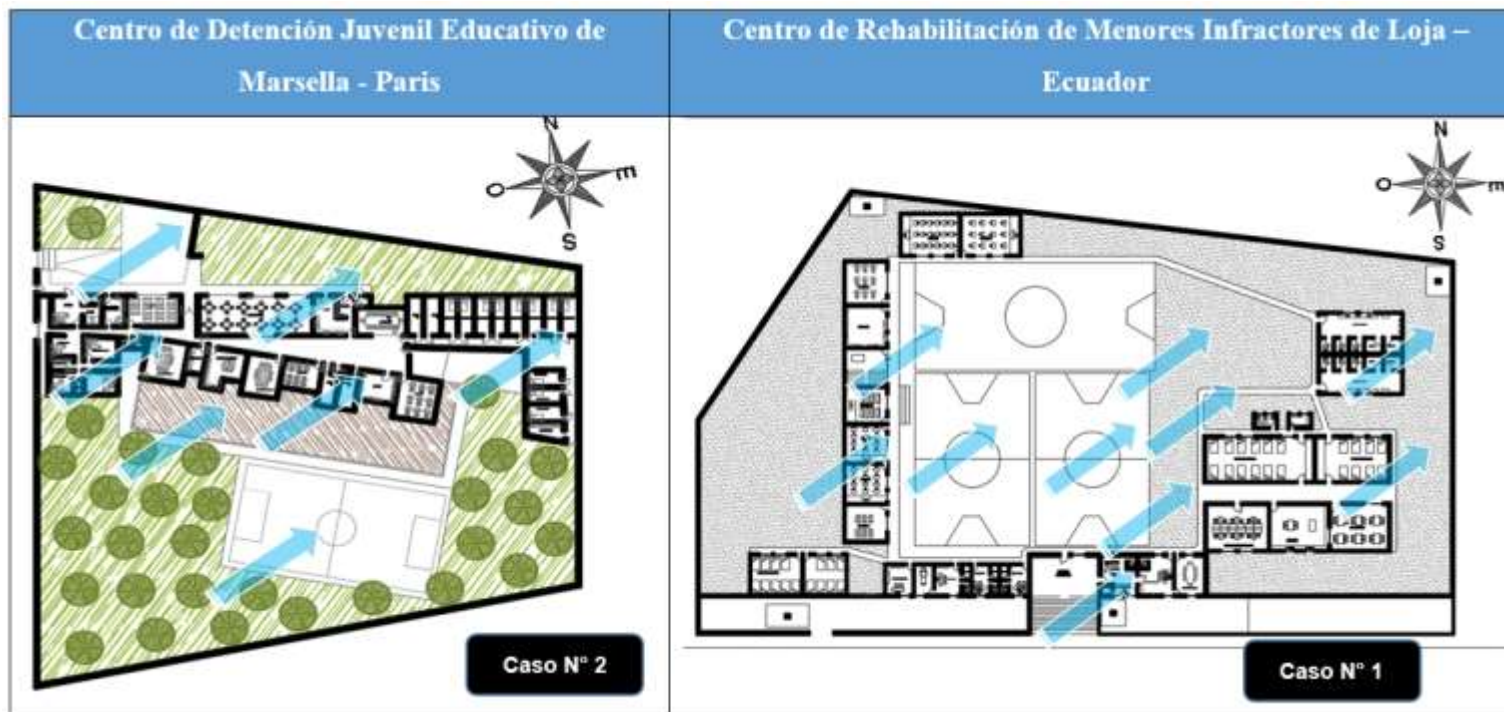 Centro de Detención Juvenil Educativo de
Marsella - Paris
Centro de Rehabilitación de Menores Infractores de Loja –
Ecuador
N
O
E
S
N
O
E
S
Caso N° 2
Caso N° 1